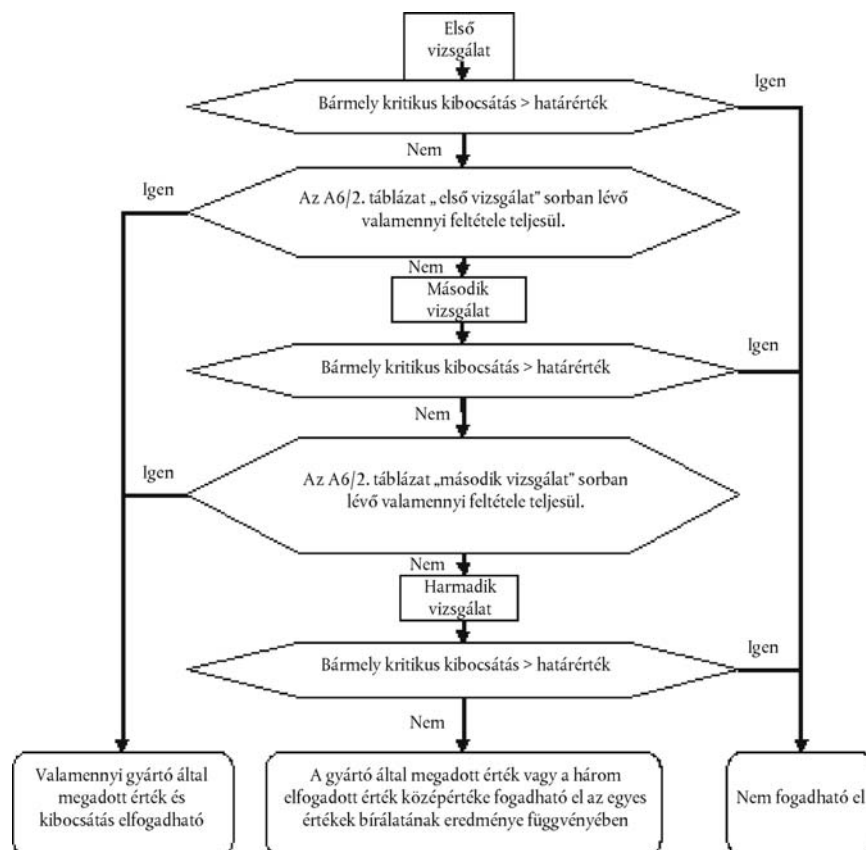 Első
vizsgálat
Igen
Bármely kritikus kibocsátás > határérték
Nem
Igen
Az A6/2. táblázat „ első vizsgálat” sorban lévő
valamennyi feltétele teljesül.
Nem
Második
vizsgálat
Igen
Bármely kritikus kibocsátás > határérték
Nem
Igen
Az A6/2. táblázat „második vizsgálat” sorban
lévő valamennyi feltétele teljesül.
Nem
Harmadik
vizsgálat
Igen
Bármely kritikus kibocsátás > határérték
Nem
Valamennyi gyártó által
megadott érték és
kibocsátás elfogadható
A gyártó által megadott érték vagy a három
elfogadott érték középértéke fogadható el az egyes
értékek bírálatának eredménye függvényében
Nem fogadható el